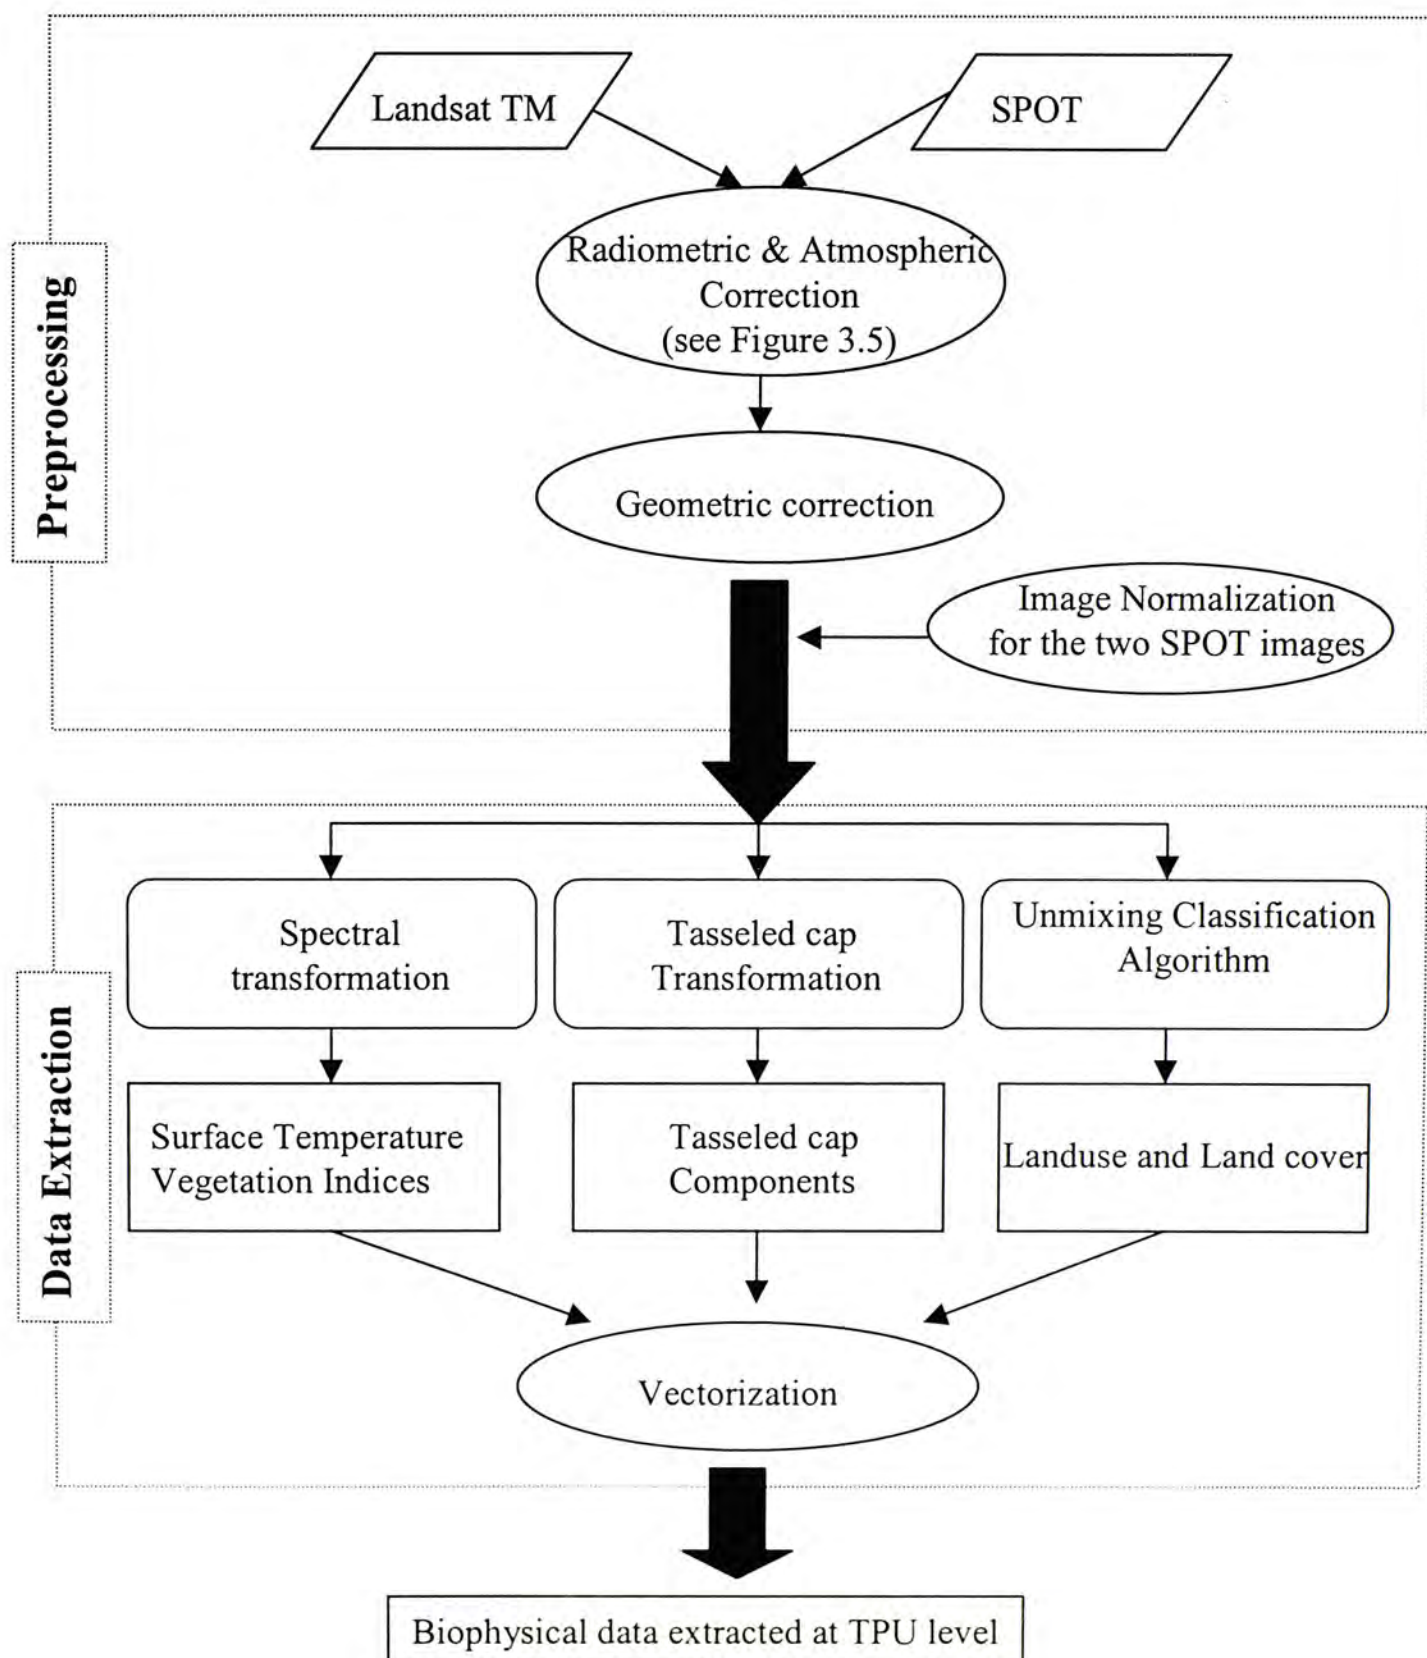 Landsat TM
SPOT
Radiometric & Atmospheric
Correction
(see Figure 3.5)
Geometric correction
Image Normalization
for the two SPOT images
Preprocessing
Spectral
transformation
Tasseled cap
Transformation
Unmixing Classification
Algorithm
Surface Temperature
Vegetation Indices
Tasseled cap
Components
Landuse and Land cover
Data Extraction
Vectorization
Biophysical data extracted at TPU level